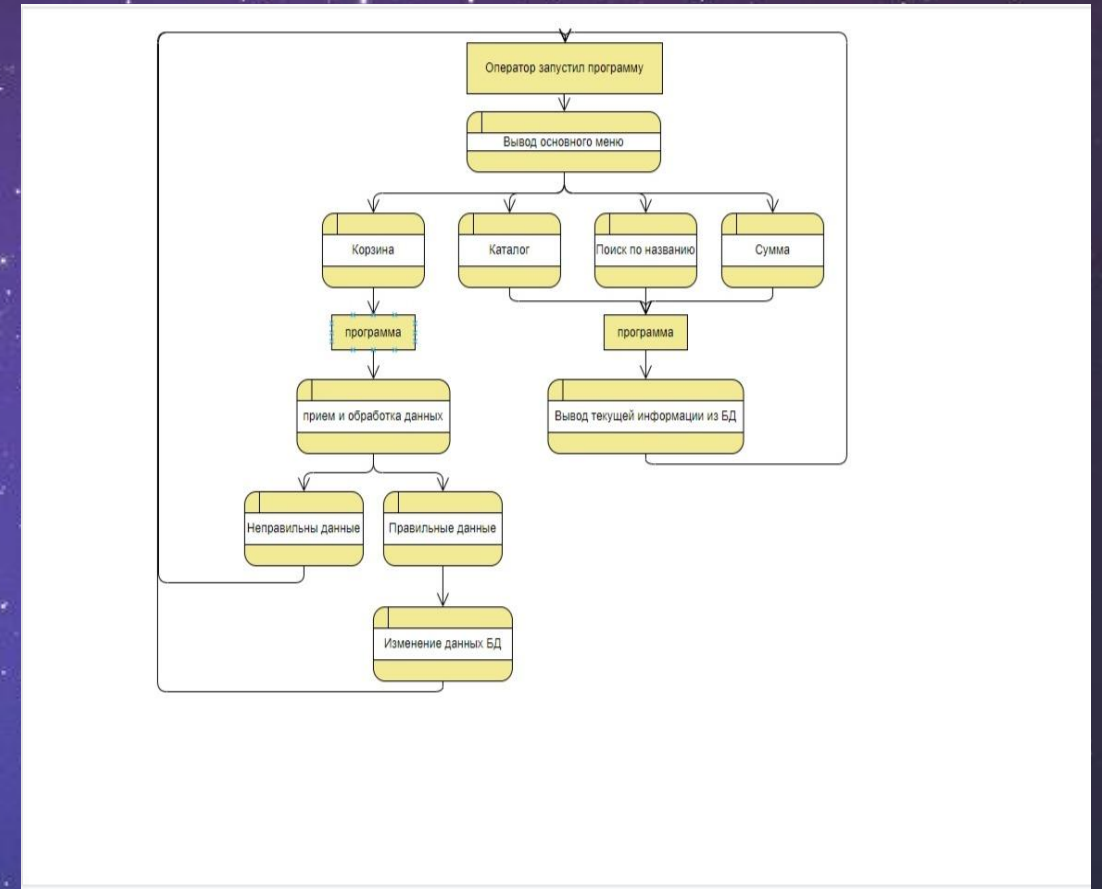 Оператор запустил программу
Вывод основного меню
Корзина
Каталог
Поиск по названию
Сумма
программа
программа
прием и обработка данных
Вывод текущей информации из БД
Неправильны данные
Правильные данные
Изменение данных БД